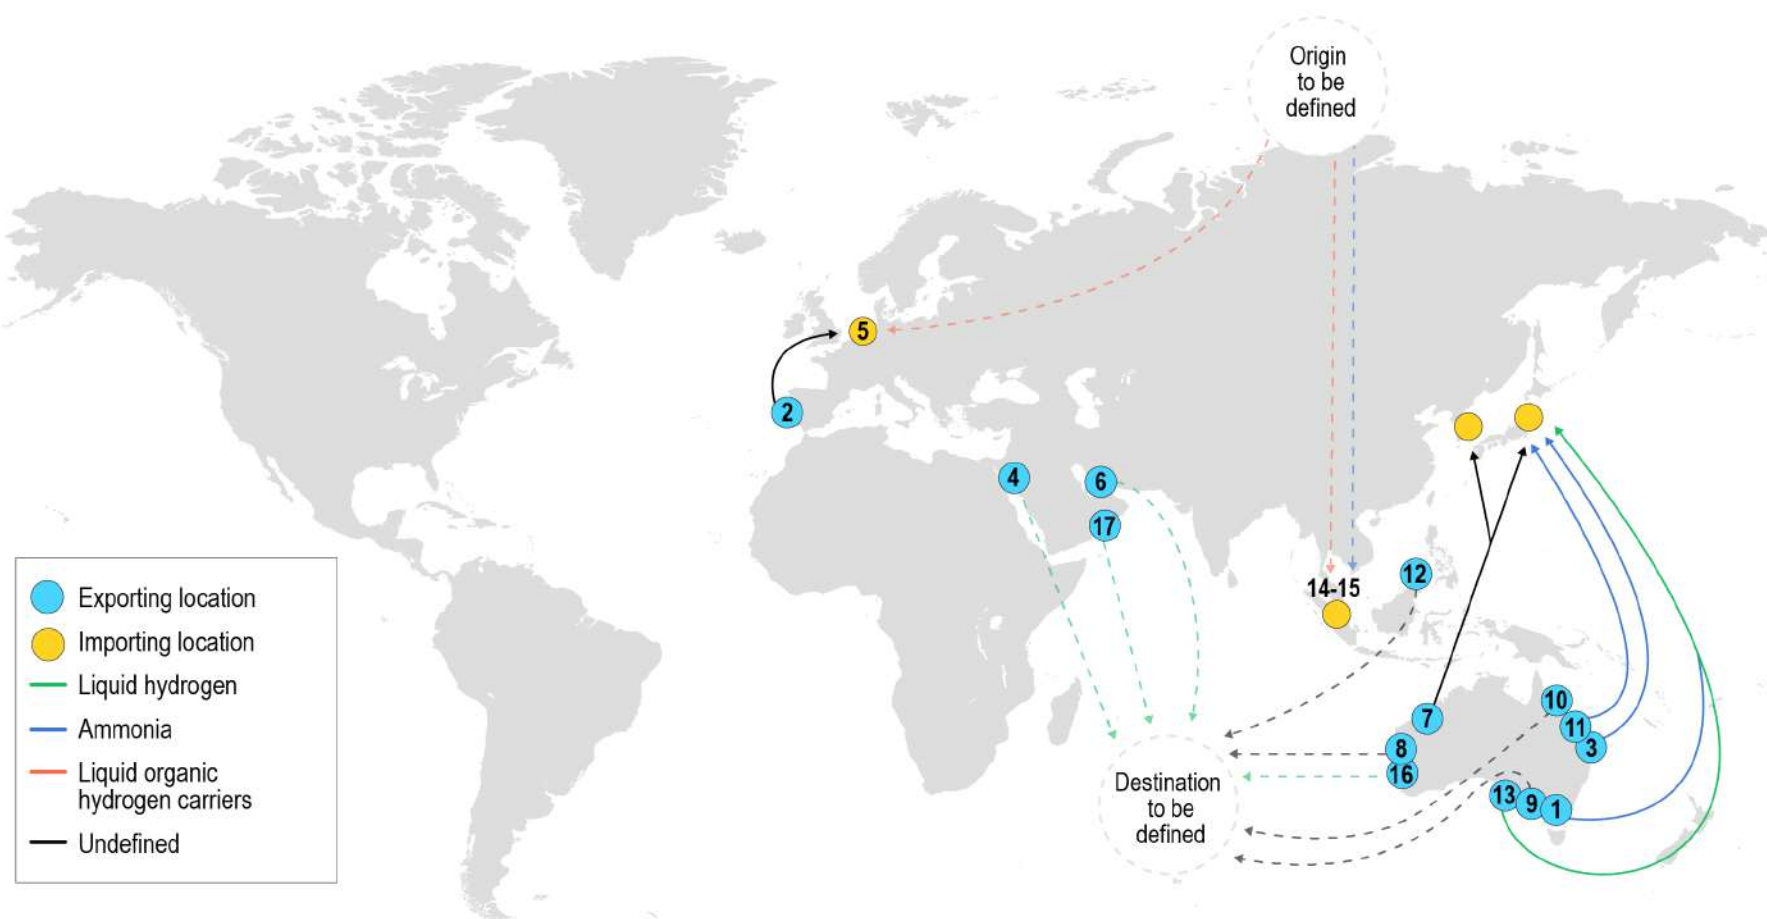 Origin
to be
defined
5
2
4
6
17
14-15
12
10
7
11
8
3
16
13
9
1
Destination
to be
defined
Exporting location
Importing location
Liquid hydrogen
Ammonia
Liquid organic
hydrogen carriers
Undefined